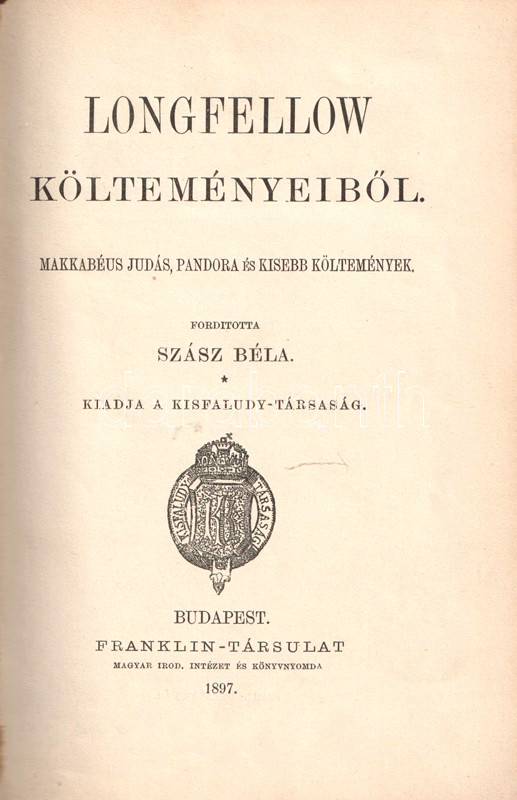 LONGFELLOW
KÖLTEMÉNYEIBŐL.
MAKKABÉUS JUDÁS, PANDORA ÉS KISEBB KÖLTEMÉNYEK.
FORDITOTTA
SZÁSZ BÉLA.
*
KIADJA A KISFALUDY-TÁRSASÁG.
KISFALUDY TÁRSASÁG
BUDAPEST.
FRANKLIN-TÁRSULAT
MAGYAR IROD. INTÉZET ÉS KÖNYVNYOMDA
1897.